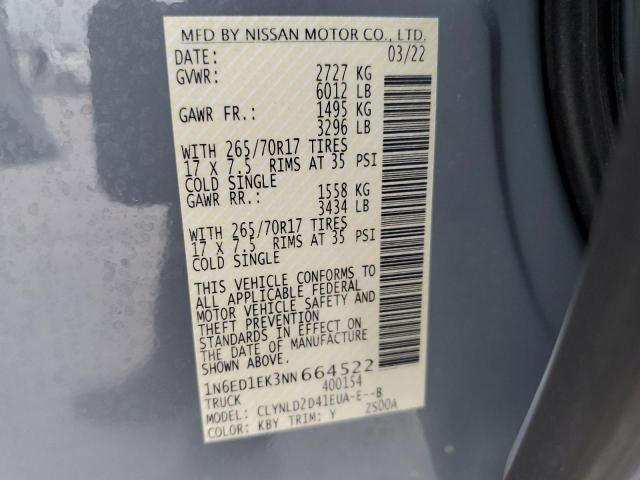 MFD BY NISSAN MOTOR CO., LTD.
DATE: 03/22
GVWR: 2727 KG
6012 LB
GAWR FR.: 1495 KG
3296 LB
WITH 265/70R17 TIRES
17 X 7.5 RIMS AT 35 PSI
COLD SINGLE
GAWR RR.: 1558 KG
3434 LB
WITH 265/70R17 TIRES
17 X 7.5 RIMS AT 35 PSI
COLD SINGLE
THIS VEHICLE CONFORMS TO
ALL APPLICABLE FEDERAL
MOTOR VEHICLE SAFETY AND
THEFT PREVENTION
STANDARDS IN EFFECT ON
THE DATE OF MANUFACTURE
1N6ED1EK3NN664522
TRUCK 400154
MODEL: CLYNLD2D41EUA-E--B
COLOR: KBY TRIM: Y ZS00A